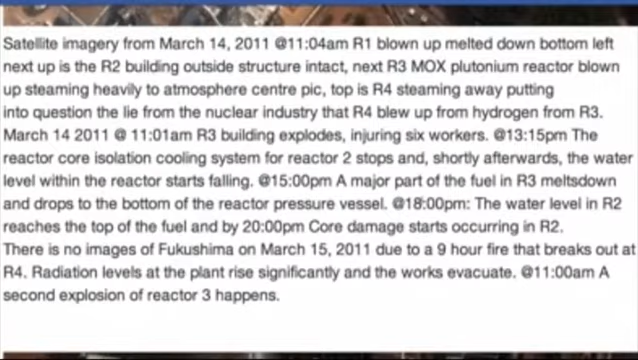 Satellite imagery from March 14, 2011 @11:04am R1 blown up melted down bottom left
next up is the R2 building outside structure intact, next R3 MOX plutonium reactor blown
up steaming heavily to atmosphere centre pic, top is R4 steaming away putting
into question the lie from the nuclear industry that R4 blew up from hydrogen from R3.
March 14 2011 @ 11:01am R3 building explodes, injuring six workers. @13:15pm The
reactor core isolation cooling system for reactor 2 stops and, shortly afterwards, the water
level within the reactor starts falling. @15:00pm A major part of the fuel in R3 meltsdown
and drops to the bottom of the reactor pressure vessel. @18:00pm: The water level in R2
reaches the top of the fuel and by 20:00pm Core damage starts occurring in R2.
There is no images of Fukushima on March 15, 2011 due to a 9 hour fire that breaks out at
R4. Radiation levels at the plant rise significantly and the works evacuate. @11:00am A
second explosion of reactor 3 happens.